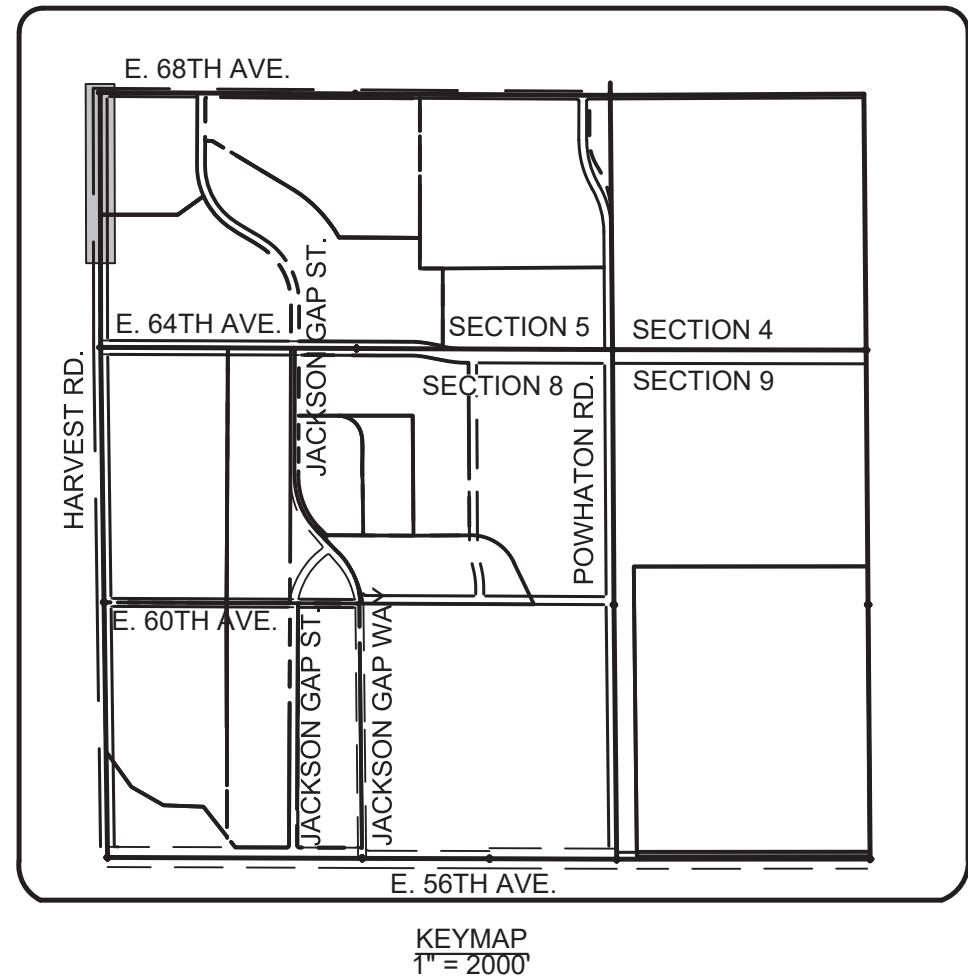 E. 68TH AVE.
JACKSON GAP ST.
E. 64TH AVE.
SECTION 5
SECTION 4
SECTION 8
SECTION 9
HARVEST RD.
POWHATON RD.
E. 60TH AVE.
JACKSON GAP ST.
JACKSON GAP WAY
E. 56TH AVE.
KEYMAP
1" = 2000'